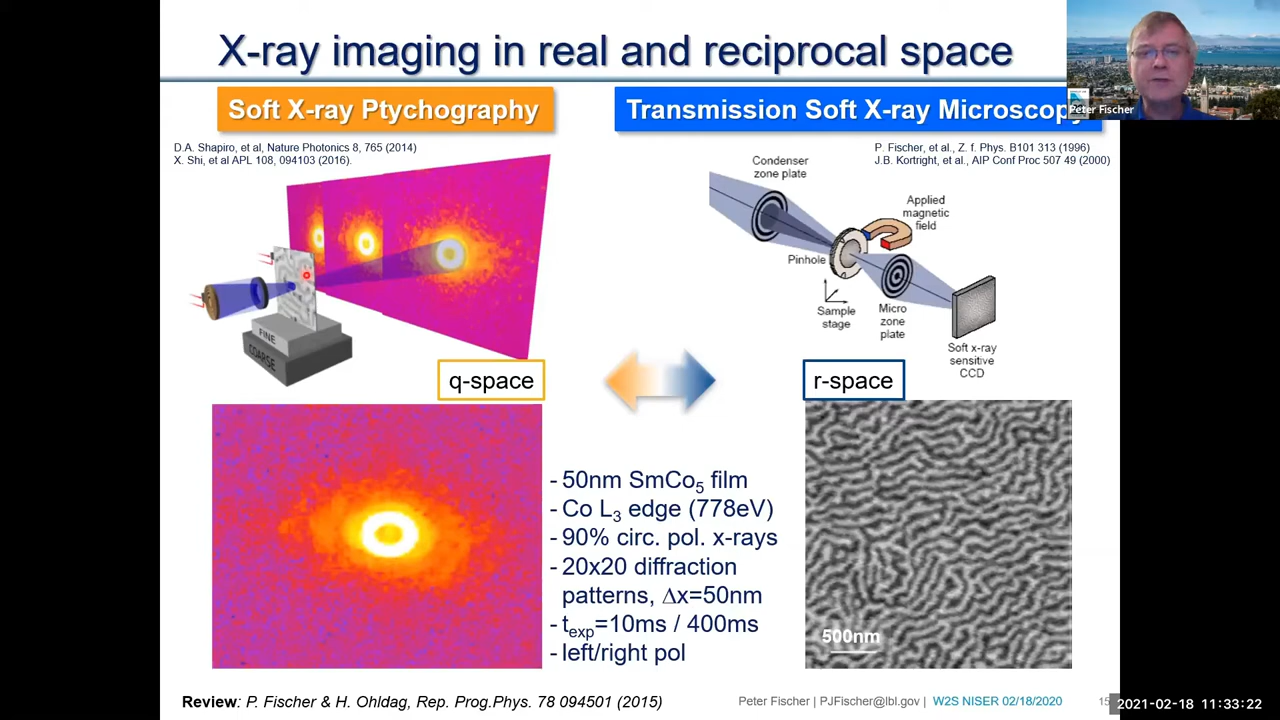 X-ray imaging in real and reciprocal space
Soft X-ray Ptychography
Transmission Soft X-ray Microscopy
Peter Fischer
D.A. Shapiro, et al, Nature Photonics 8, 765 (2014)
X. Shi, et al APL 108, 094103 (2016).
P. Fischer, et al., Z. f. Phys. B101 313 (1996)
J.B. Kortright, et al., AIP Conf Proc 507 49 (2000)
FINE
COARSE
Condenser
zone plate
Applied
magnetic
field
Pinhole
Sample
stage
Micro
zone
plate
Soft x-ray
sensitive
CCD
q-space
r-space
- 50nm SmCo5 film
- Co L3 edge (778eV)
- 90% circ. pol. x-rays
- 20x20 diffraction
patterns, Δx=50nm
- texp=10ms / 400ms
- left/right pol
500nm
Review: P. Fischer & H. Ohldag, Rep. Prog.Phys. 78 094501 (2015)
Peter Fischer | PJFischer@lbl.gov | W2S NISER 02/18/2020
2021-02-18 11:33:22